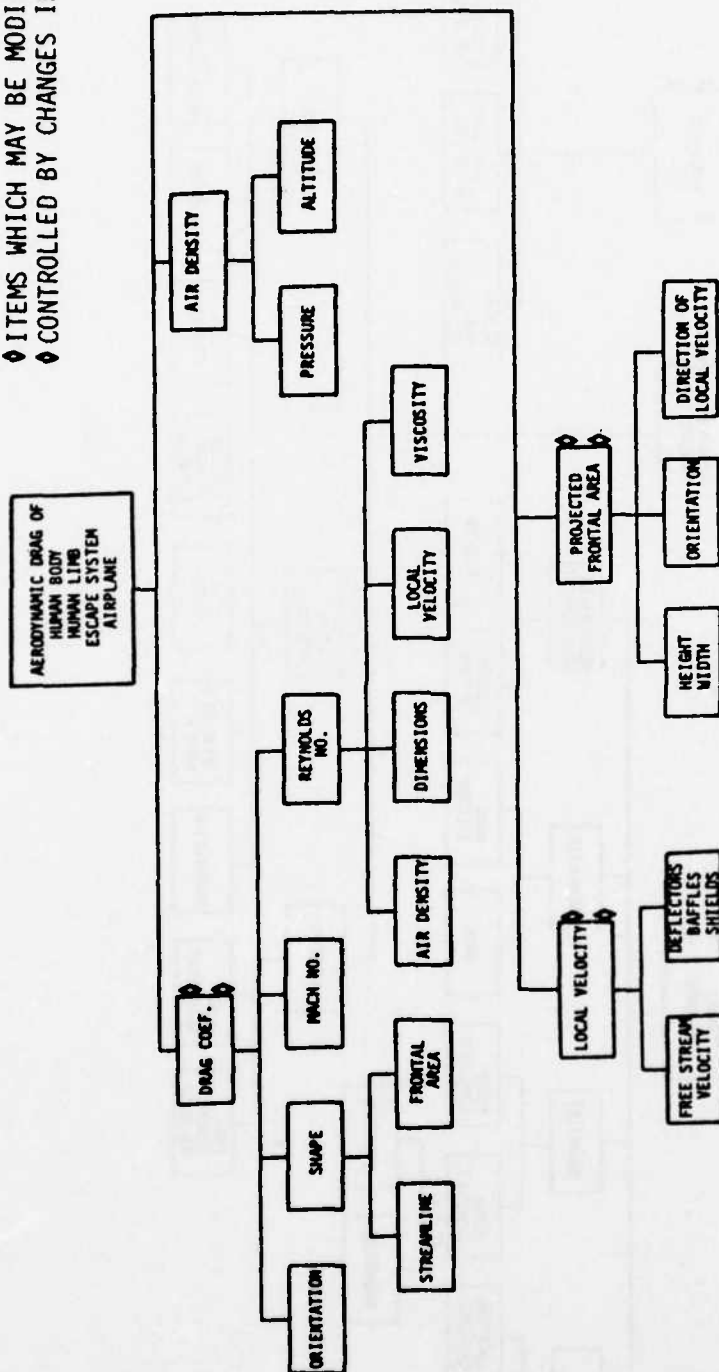 ◊ ITEMS WHICH MAY BE MODI
◊ CONTROLLED BY CHANGES I
AERODYNAMIC DRAG OF
HUMAN BODY
HUMAN LIMB
ESCAPE SYSTEM
AIRPLANE
DRAG COEF.
AIR DENSITY
ORIENTATION
SHAPE
MACH NO.
REYNOLDS
NO.
PRESSURE
ALTITUDE
STREAMLINE
FRONTAL
AREA
AIR DENSITY
DIMENSIONS
LOCAL
VELOCITY
VISCOSITY
LOCAL VELOCITY
PROJECTED
FRONTAL AREA
FREE STREAM
VELOCITY
DEFLECTORS
BAFFLES
SHIELDS
HEIGHT
WIDTH
ORIENTATION
DIRECTION OF
LOCAL VELOCITY